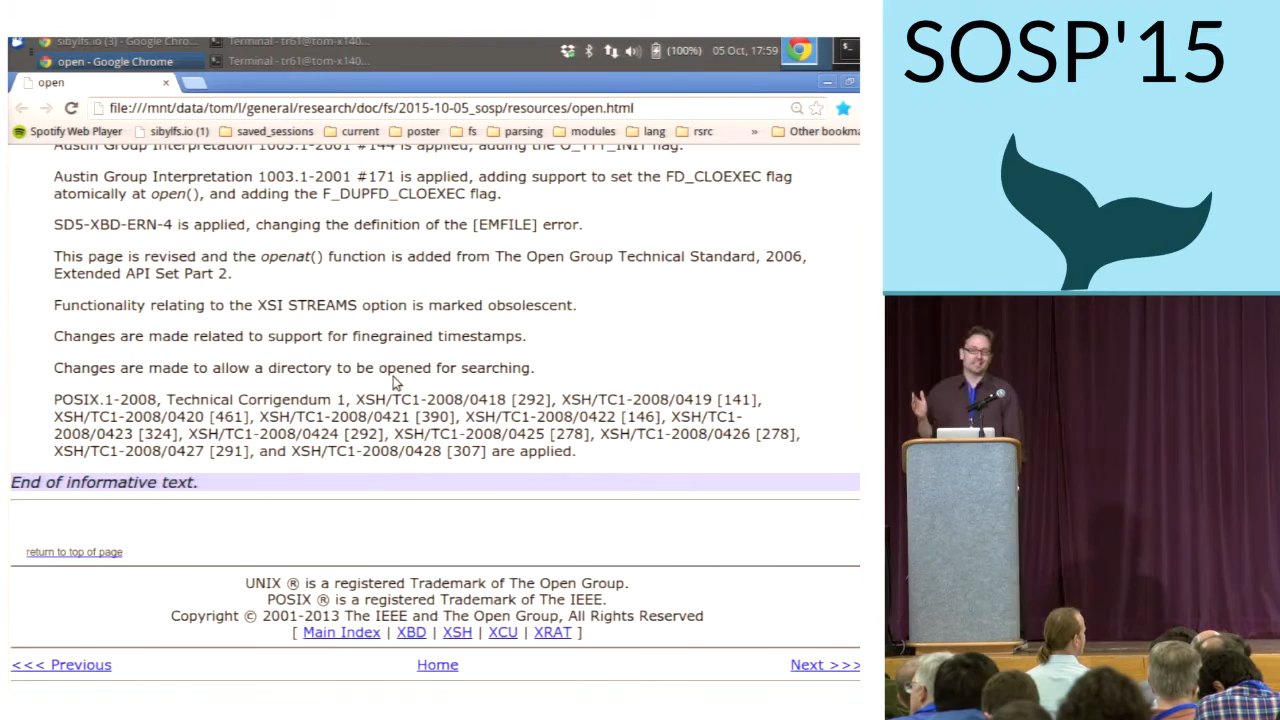 sibylfs.io (3) - Google Chro... Terminal - tr61@tom-x140...
open - Google Chrome Terminal - tr61@tom-x140... (100%) 05 Oct, 17:59 $_
open ×
file:///mnt/data/tom/l/general/research/doc/fs/2015-10-05_sosp/resources/open.html
Spotify Web Player sibylfs.io (1) saved_sessions current poster fs parsing modules lang rsrc » Other bookma
Austin Group Interpretation 1003.1-2001 #144 is applied, adding the O_TTY_INIT flag.
Austin Group Interpretation 1003.1-2001 #171 is applied, adding support to set the FD_CLOEXEC flag
atomically at open(), and adding the F_DUPFD_CLOEXEC flag.
SD5-XBD-ERN-4 is applied, changing the definition of the [EMFILE] error.
This page is revised and the openat() function is added from The Open Group Technical Standard, 2006,
Extended API Set Part 2.
Functionality relating to the XSI STREAMS option is marked obsolescent.
Changes are made related to support for finegrained timestamps.
Changes are made to allow a directory to be opened for searching.
POSIX.1-2008, Technical Corrigendum 1, XSH/TC1-2008/0418 [292], XSH/TC1-2008/0419 [141],
XSH/TC1-2008/0420 [461], XSH/TC1-2008/0421 [390], XSH/TC1-2008/0422 [146], XSH/TC1-
2008/0423 [324], XSH/TC1-2008/0424 [292], XSH/TC1-2008/0425 [278], XSH/TC1-2008/0426 [278],
XSH/TC1-2008/0427 [291], and XSH/TC1-2008/0428 [307] are applied.
End of informative text.
return to top of page
UNIX ® is a registered Trademark of The Open Group.
POSIX ® is a registered Trademark of The IEEE.
Copyright © 2001-2013 The IEEE and The Open Group, All Rights Reserved
[ Main Index | XBD | XSH | XCU | XRAT ]
<<< Previous Home Next >>>
SOSP'15